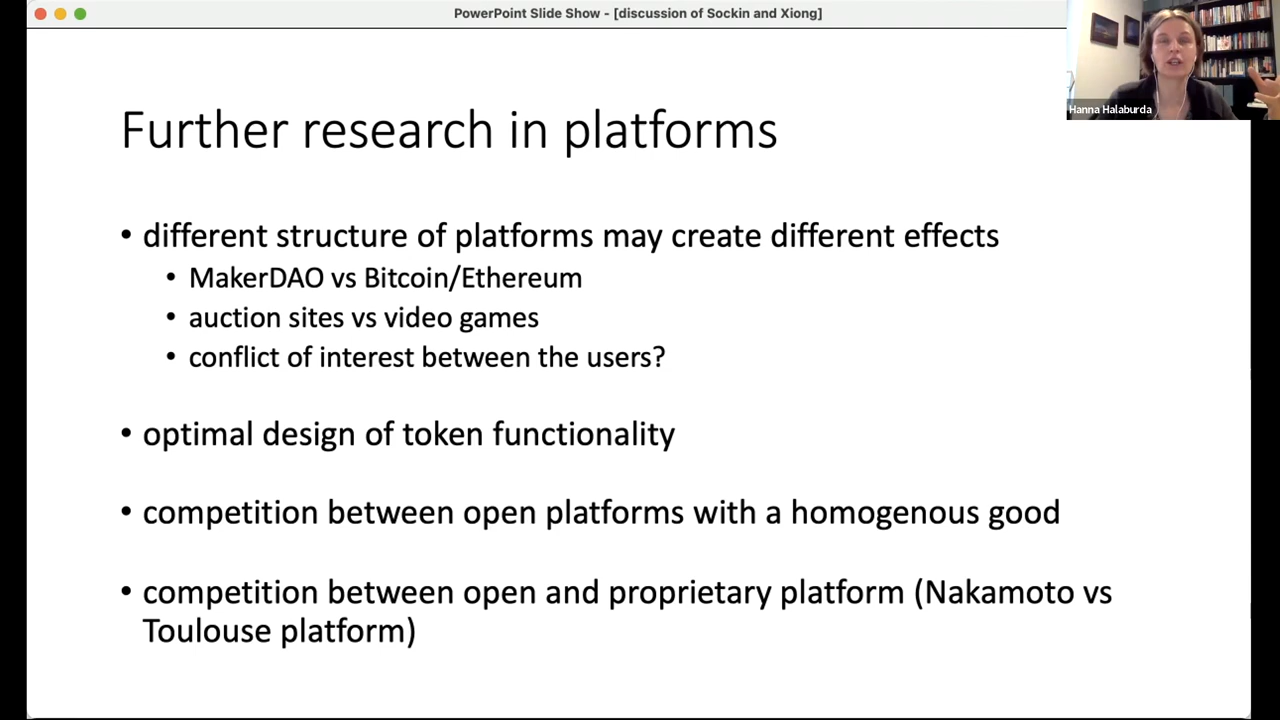 PowerPoint Slide Show - [discussion of Sockin and Xiong]
Hanna Halaburda
Further research in platforms
• different structure of platforms may create different effects
• MakerDAO vs Bitcoin/Ethereum
• auction sites vs video games
• conflict of interest between the users?
• optimal design of token functionality
• competition between open platforms with a homogenous good
• competition between open and proprietary platform (Nakamoto vs
Toulouse platform)